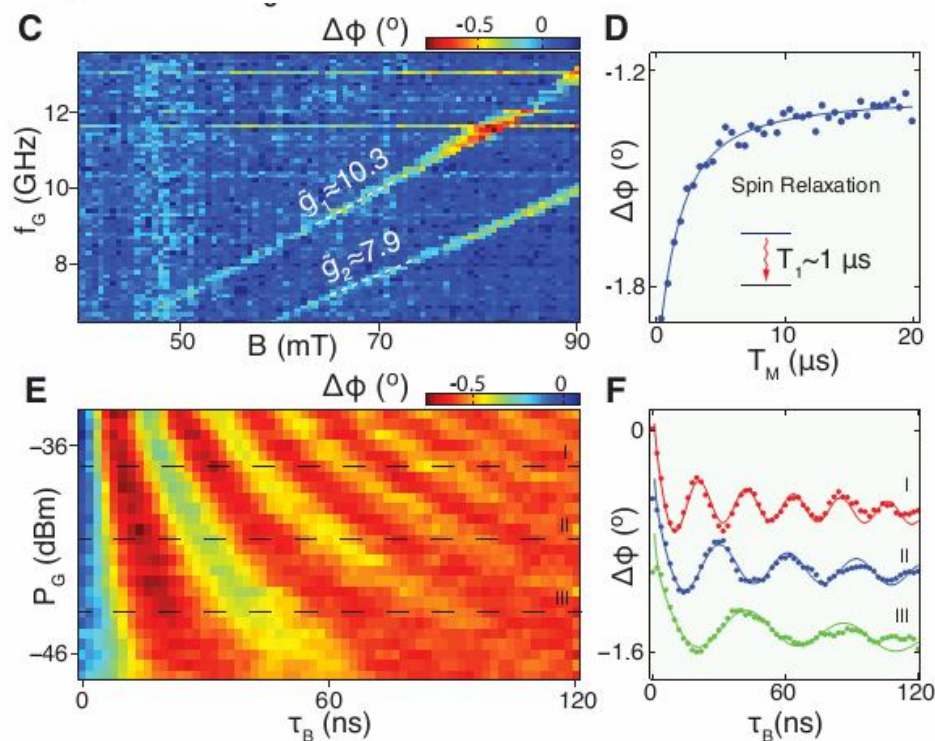 C
Δϕ (°)
-0.5 0
12
10
8
f_G (GHz)
g̃₁≈10.3
g̃₂≈7.9
50 70 90
B (mT)
D
-1.2
-1.8
Δϕ (°)
Spin Relaxation
T₁~1 µs
0 10 20
T_M (µs)
E
Δϕ (°)
-0.5 0
−36
−46
P_G (dBm)
I
II
III
0 60 120
τ_B (ns)
F
0
−1.6
Δϕ (°)
I
II
III
0 60 120
τ_B(ns)